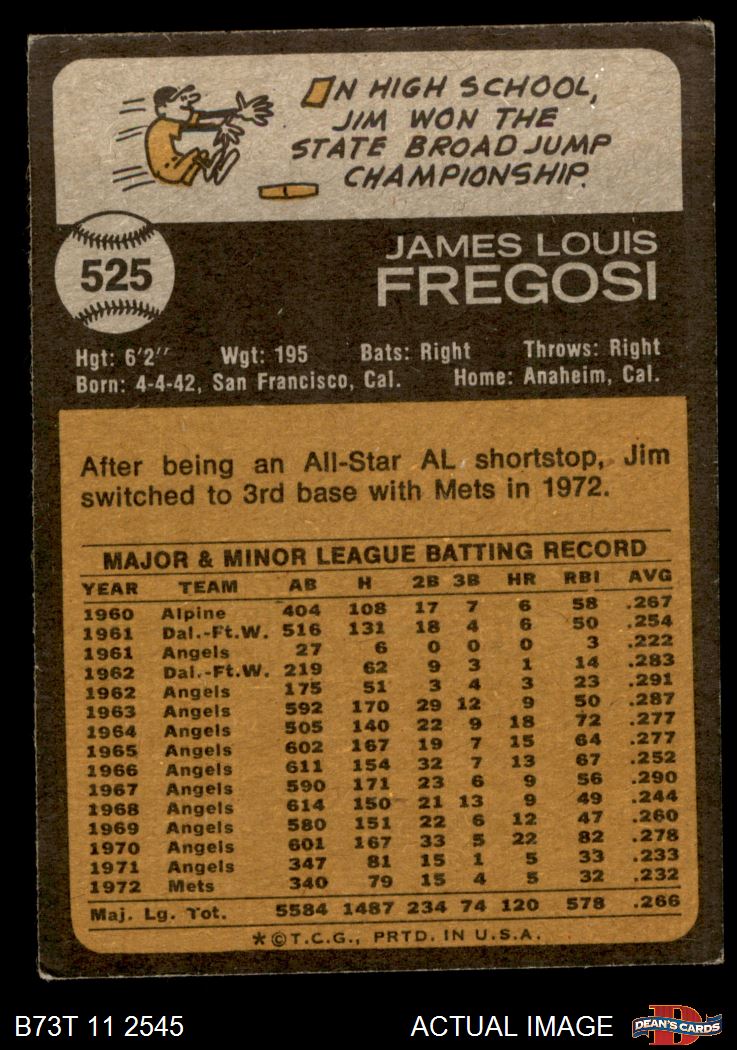 IN HIGH SCHOOL,
JIM WON THE
STATE BROAD JUMP
CHAMPIONSHIP.
525
JAMES LOUIS
FREGOSI
Hgt: 6'2" Wgt: 195 Bats: Right Throws: Right
Born: 4-4-42, San Francisco, Cal. Home: Anaheim, Cal.
After being an All-Star AL shortstop, Jim
switched to 3rd base with Mets in 1972.
MAJOR & MINOR LEAGUE BATTING RECORD
YEAR TEAM AB H 2B 3B HR RBI AVG
1960 Alpine 404 108 17 7 6 58 .267
1961 Dal.-Ft.W. 516 131 18 4 6 50 .254
1961 Angels 27 6 0 0 0 3 .222
1962 Dal.-Ft.W. 219 62 9 3 1 14 .283
1962 Angels 175 51 3 4 3 23 .291
1963 Angels 592 170 29 12 9 50 .287
1964 Angels 505 140 22 9 18 72 .277
1965 Angels 602 167 19 7 15 64 .277
1966 Angels 611 154 32 7 13 67 .252
1967 Angels 590 171 23 6 9 56 .290
1968 Angels 614 150 21 13 9 49 .244
1969 Angels 580 151 22 6 12 47 .260
1970 Angels 601 167 33 5 22 82 .278
1971 Angels 347 81 15 1 5 33 .233
1972 Mets 340 79 15 4 5 32 .232
Maj. Lg. Tot. 5584 1487 234 74 120 578 .266
*©T.C.G., PRTD. IN U.S.A.
B73T 11 2545 ACTUAL IMAGE DEAN'S CARDS